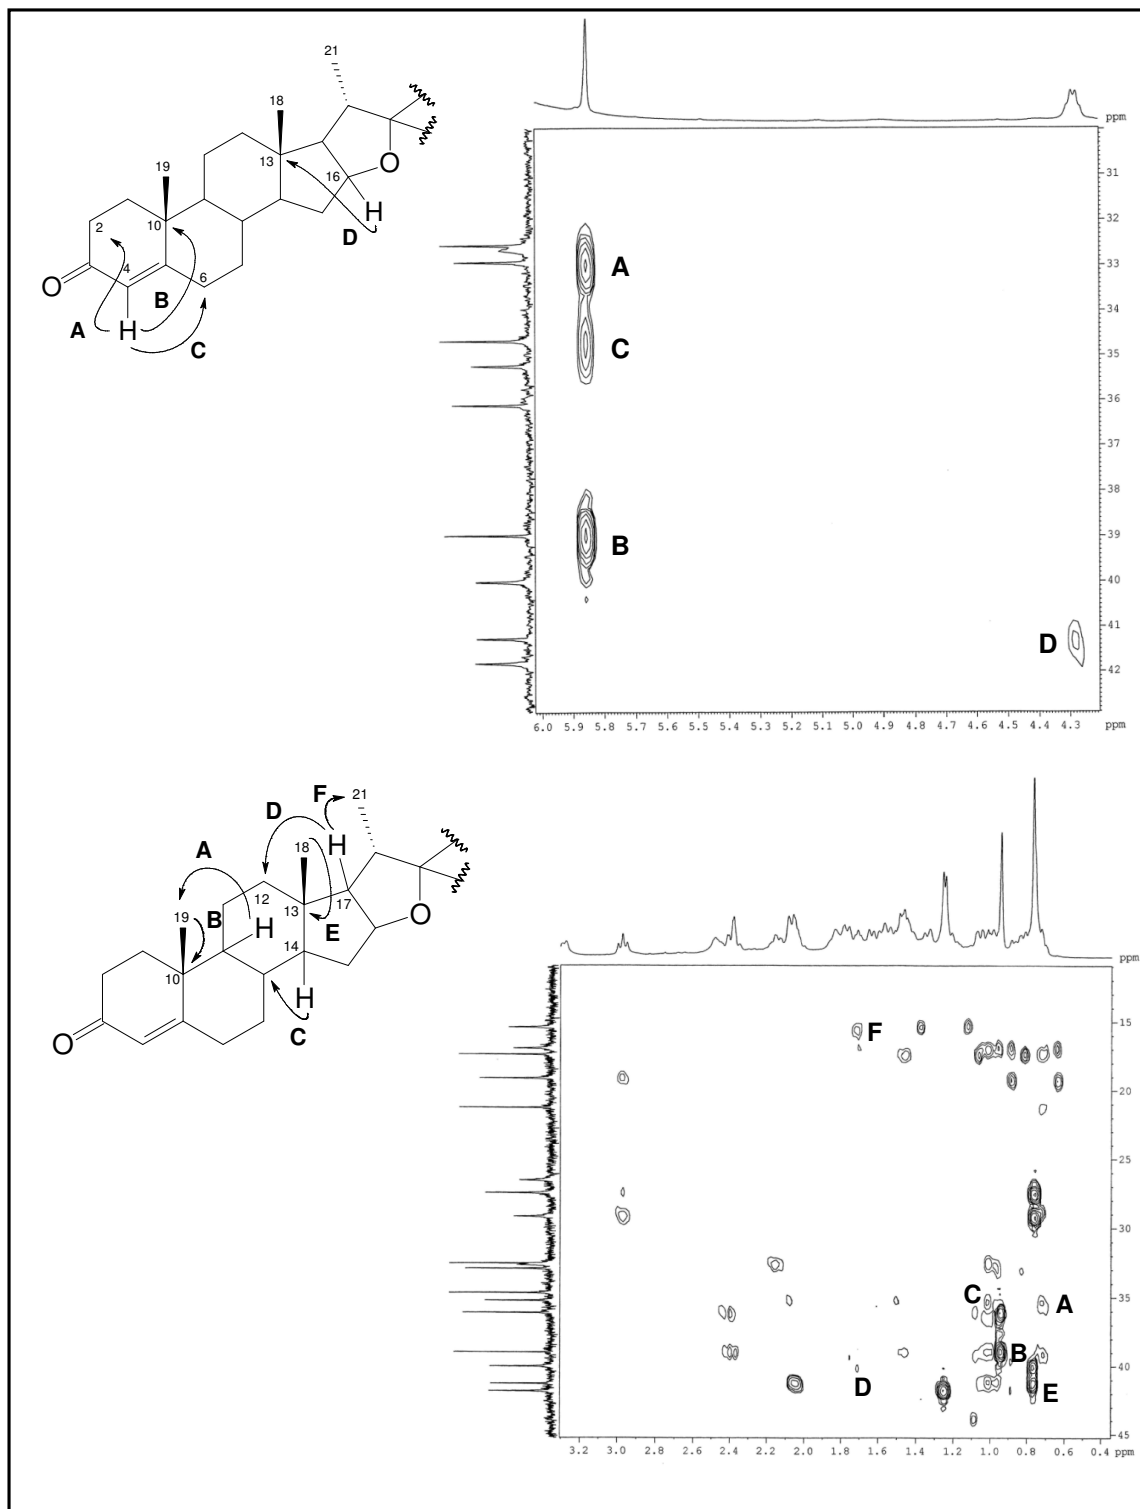 21
18
19
13
16
O
H
D
10
2
4
6
O
B
A
H
C
ppm
31
32
33
34
35
36
37
38
39
40
41
42
A
C
B
D
6.0 5.9 5.8 5.7 5.6 5.5 5.4 5.3 5.2 5.1 5.0 4.9 4.8 4.7 4.6 4.5 4.4 4.3 ppm
F
21
D
H
18
A
12
17
19
B
13
O
H
E
14
10
H
C
O
ppm
15
20
25
30
35
40
45
F
C
A
B
D
E
3.2 3.0 2.8 2.6 2.4 2.2 2.0 1.8 1.6 1.4 1.2 1.0 0.8 0.6 0.4 ppm